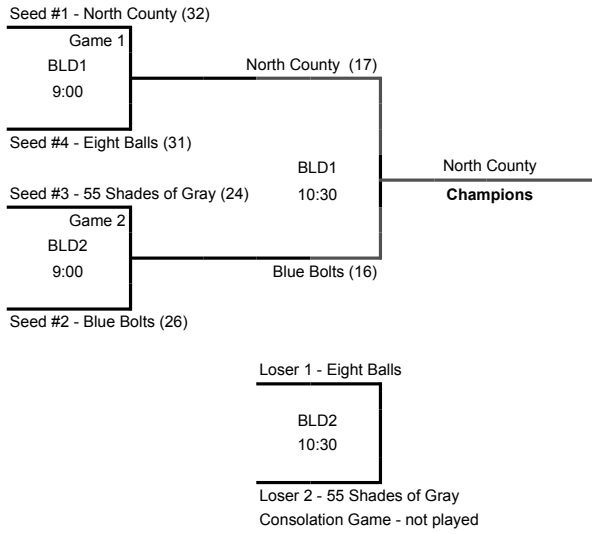 Seed #1 - North County (32)
Game 1
BLD1
9:00
Seed #4 - Eight Balls (31)
North County (17)
BLD1
10:30
North County
Champions
Seed #3 - 55 Shades of Gray (24)
Game 2
BLD2
9:00
Seed #2 - Blue Bolts (26)
Blue Bolts (16)
Loser 1 - Eight Balls
BLD2
10:30
Loser 2 - 55 Shades of Gray
Consolation Game - not played